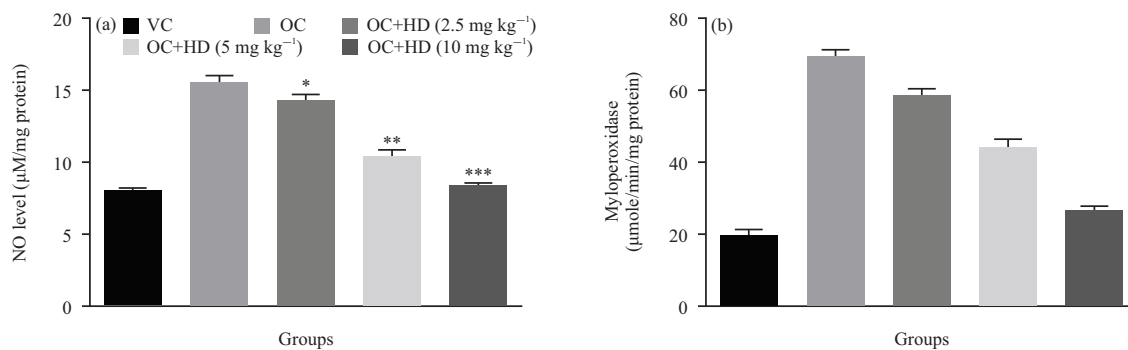 (a) VC OC OC+HD (2.5 mg kg⁻¹)
OC+HD (5 mg kg⁻¹) OC+HD (10 mg kg⁻¹)
NO level (µM/mg protein)
20
15
10
5
0
*
**
***
Groups
(b)
Myeloperoxidase
(µmole/min/mg protein)
80
60
40
20
0
Groups